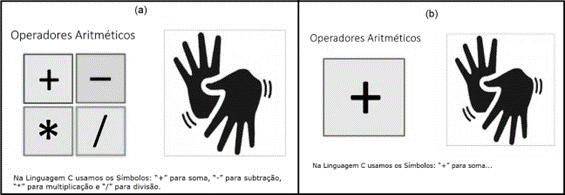 (a)
Operadores Aritméticos
+ −
* /
Na Linguagem C usamos os Símbolos: "+" para soma, "-" para subtração,
"*" para multiplicação e "/" para divisão.
(b)
Operadores Aritméticos
+
Na Linguagem C usamos os Símbolos: "+" para soma...